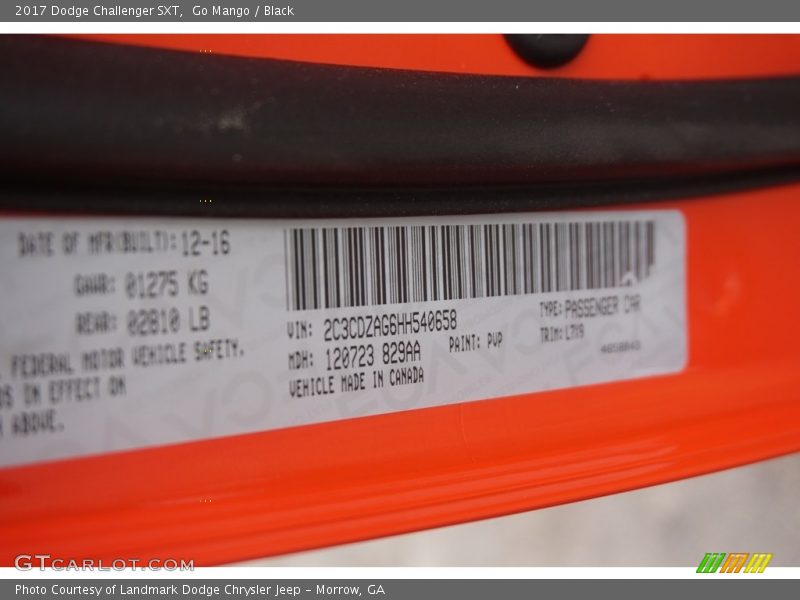 2017 Dodge Challenger SXT,  Go Mango / Black
DATE OF MFR(BUILT): 12-16
GAWR: 01275 KG
REAR: 02810 LB
FEDERAL MOTOR VEHICLE SAFETY.
IN EFFECT ON
ABOVE.
VIN: 2C3CDZAG6HH540658
MDH: 120723 829AA
PAINT: PVP
VEHICLE MADE IN CANADA
TYPE: PASSENGER CAR
TRIM: L7X9
GTCARLOT.COM
Photo Courtesy of Landmark Dodge Chrysler Jeep – Morrow, GA